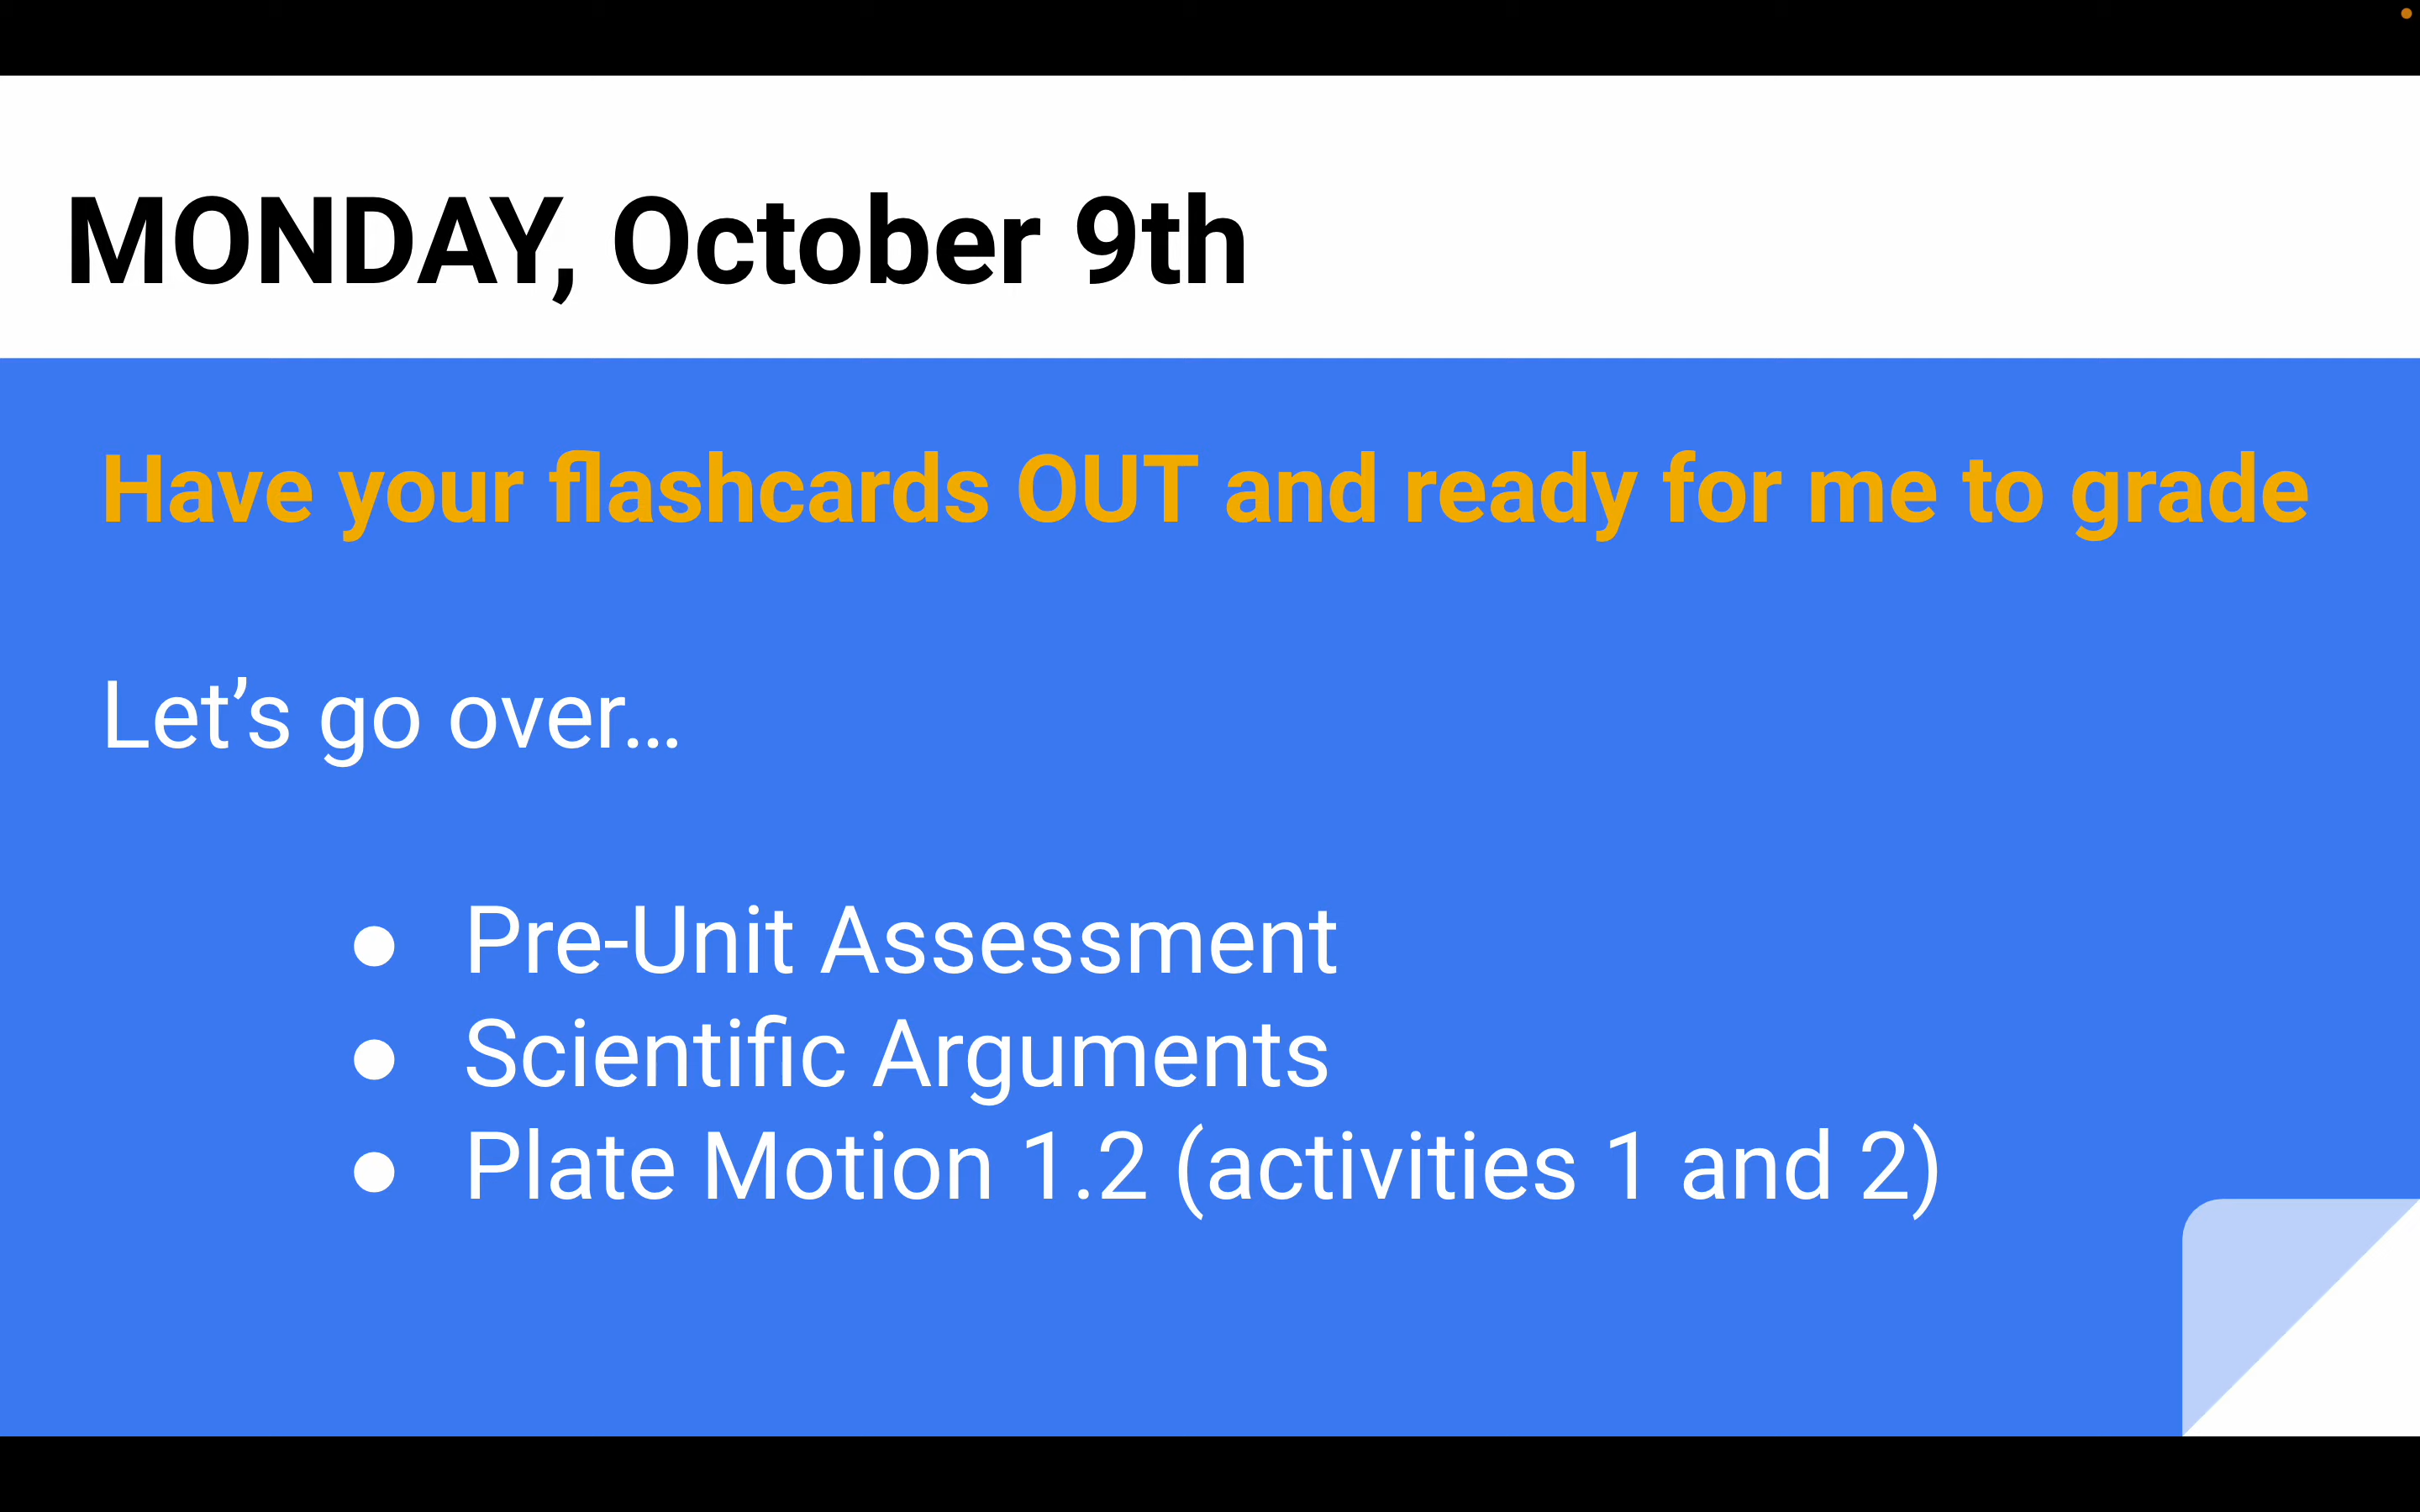 MONDAY, October 9th
Have your flashcards OUT and ready for me to grade
Let’s go over…
● Pre-Unit Assessment
● Scientific Arguments
● Plate Motion 1.2 (activities 1 and 2)